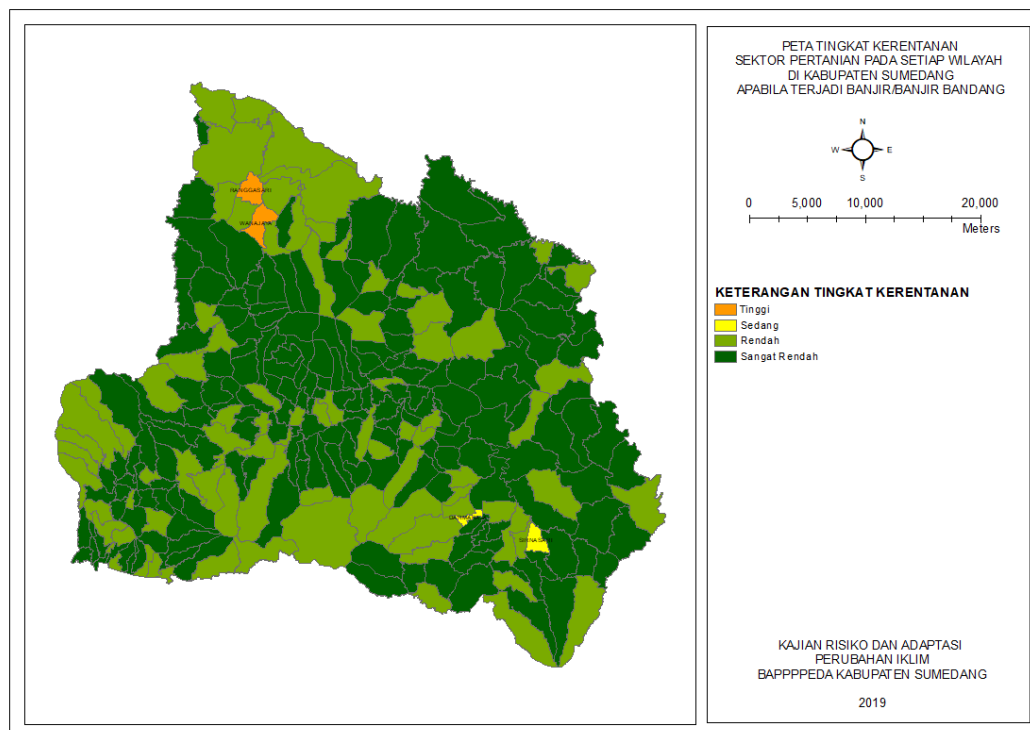 PETA TINGKAT KERENTANAN
SEKTOR PERTANIAN PADA SETIAP WILAYAH
DI KABUPATEN SUMEDANG
APABILA TERJADI BANJIR/BANJIR BANDANG
N
W E
S
0 5,000 10,000 20,000
Meters
KETERANGAN TINGKAT KERENTANAN
Tinggi
Sedang
Rendah
Sangat Rendah
RANGGASARI
WANAJAYA
KAJIAN RISIKO DAN ADAPTASI
PERUBAHAN IKLIM
BAPPPPEDA KABUPATEN SUMEDANG
2019